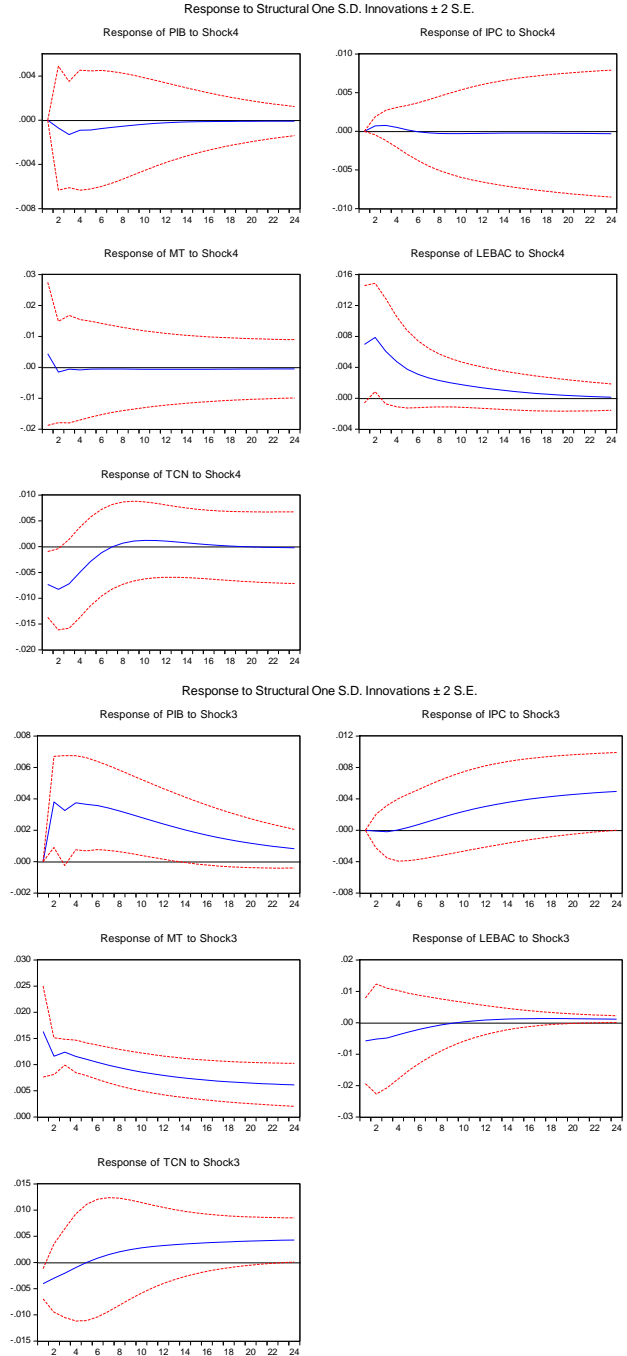 Response to Structural One S.D. Innovations ± 2 S.E.
Response of PIB to Shock4
.004
.000
-.004
-.008
2 4 6 8 10 12 14 16 18 20 22 24
Response of IPC to Shock4
.010
.005
.000
-.005
-.010
2 4 6 8 10 12 14 16 18 20 22 24
Response of MT to Shock4
.03
.02
.01
.00
-.01
-.02
2 4 6 8 10 12 14 16 18 20 22 24
Response of LEBAC to Shock4
.016
.012
.008
.004
.000
-.004
2 4 6 8 10 12 14 16 18 20 22 24
Response of TCN to Shock4
.010
.005
.000
-.005
-.010
-.015
-.020
2 4 6 8 10 12 14 16 18 20 22 24
Response to Structural One S.D. Innovations ± 2 S.E.
Response of PIB to Shock3
.008
.006
.004
.002
.000
-.002
2 4 6 8 10 12 14 16 18 20 22 24
Response of IPC to Shock3
.012
.008
.004
.000
-.004
-.008
2 4 6 8 10 12 14 16 18 20 22 24
Response of MT to Shock3
.030
.025
.020
.015
.010
.005
.000
2 4 6 8 10 12 14 16 18 20 22 24
Response of LEBAC to Shock3
.02
.01
.00
-.01
-.02
-.03
2 4 6 8 10 12 14 16 18 20 22 24
Response of TCN to Shock3
.015
.010
.005
.000
-.005
-.010
-.015
2 4 6 8 10 12 14 16 18 20 22 24